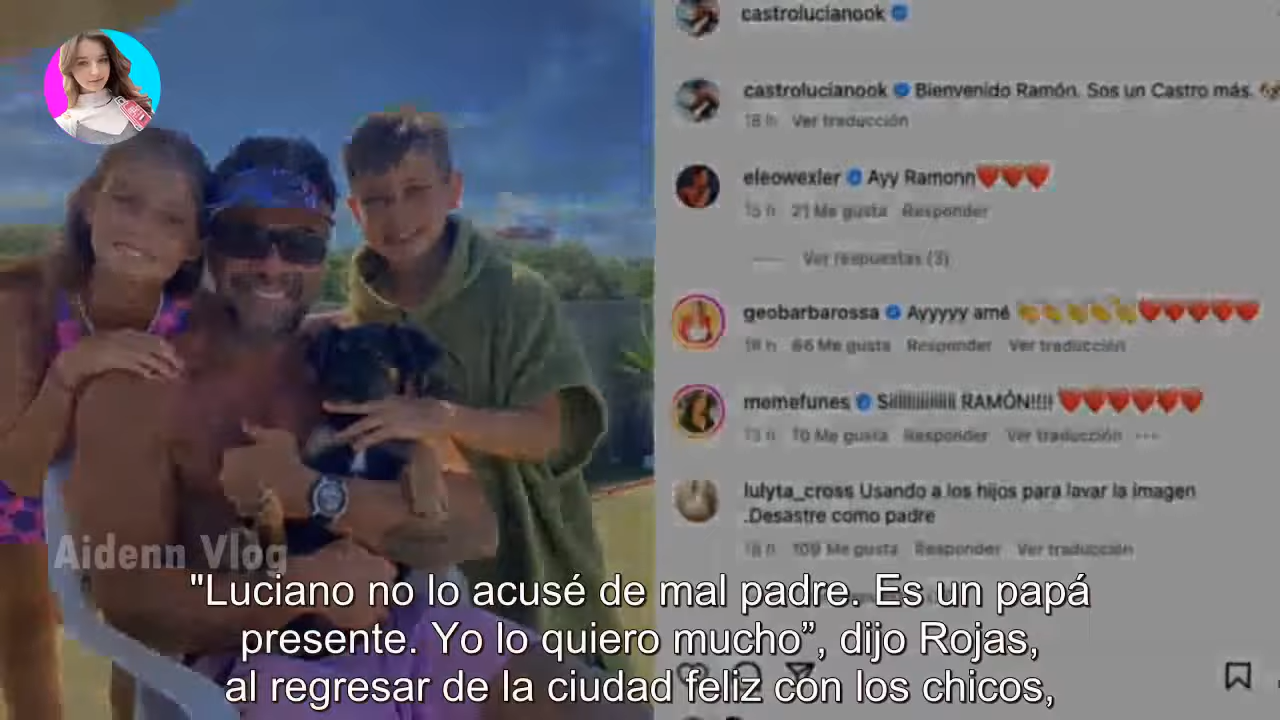 castrolucianook
castrolucianook Bienvenido Ramón. Sos un Castro más.
18 h Ver traducción
eleowexler Ayy Ramonn❤️❤️❤️
15 h 21 Me gusta Responder
Ver respuestas (3)
geobarbarossa Ayyyyy amé 👏👏👏👏👏❤️❤️❤️❤️❤️
18 h 66 Me gusta Responder Ver traducción
memefunes RAMÓN!!!! ❤️❤️❤️❤️❤️❤️
13 h 10 Me gusta Responder Ver traducción ···
lulyta_cross Usando a los hijos para lavar la imagen
.Desastre como padre
18 h 109 Me gusta Responder Ver traducción
Aidenn Vlog
"Luciano no lo acusé de mal padre. Es un papá
presente. Yo lo quiero mucho”, dijo Rojas,
al regresar de la ciudad feliz con los chicos,